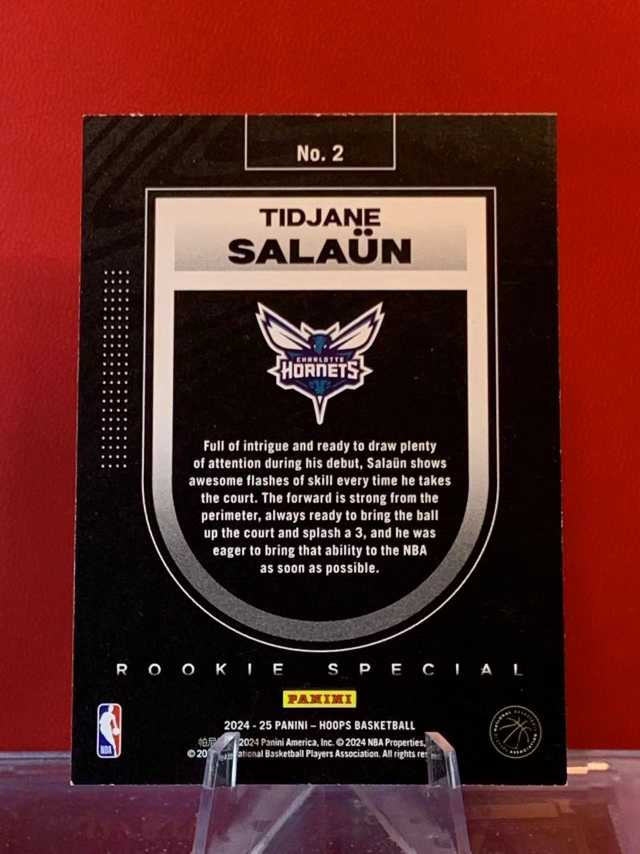 No. 2
TIDJANE
SALAÜN
CHARLOTTE
HORNETS
Full of intrigue and ready to draw plenty
of attention during his debut, Salaün shows
awesome flashes of skill every time he takes
the court. The forward is strong from the
perimeter, always ready to bring the ball
up the court and splash a 3, and he was
eager to bring that ability to the NBA
as soon as possible.
ROOKIE SPECIAL
PANINI
NBA
2024 - 25 PANINI – HOOPS BASKETBALL
2024 Panini America, Inc. © 2024 NBA Properties,
Basketball Players Association. All rights